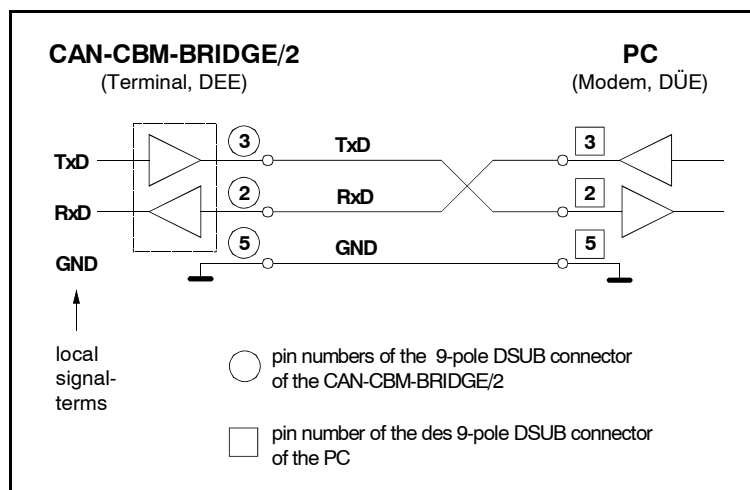 CAN-CBM-BRIDGE/2
(Terminal, DEE)
PC
(Modem, DÜE)
TxD
3
TxD
3
RxD
2
RxD
2
GND
5
GND
5
local
signal-
terms
pin numbers of the 9-pole DSUB connector
of the CAN-CBM-BRIDGE/2
pin number of the des 9-pole DSUB connector
of the PC